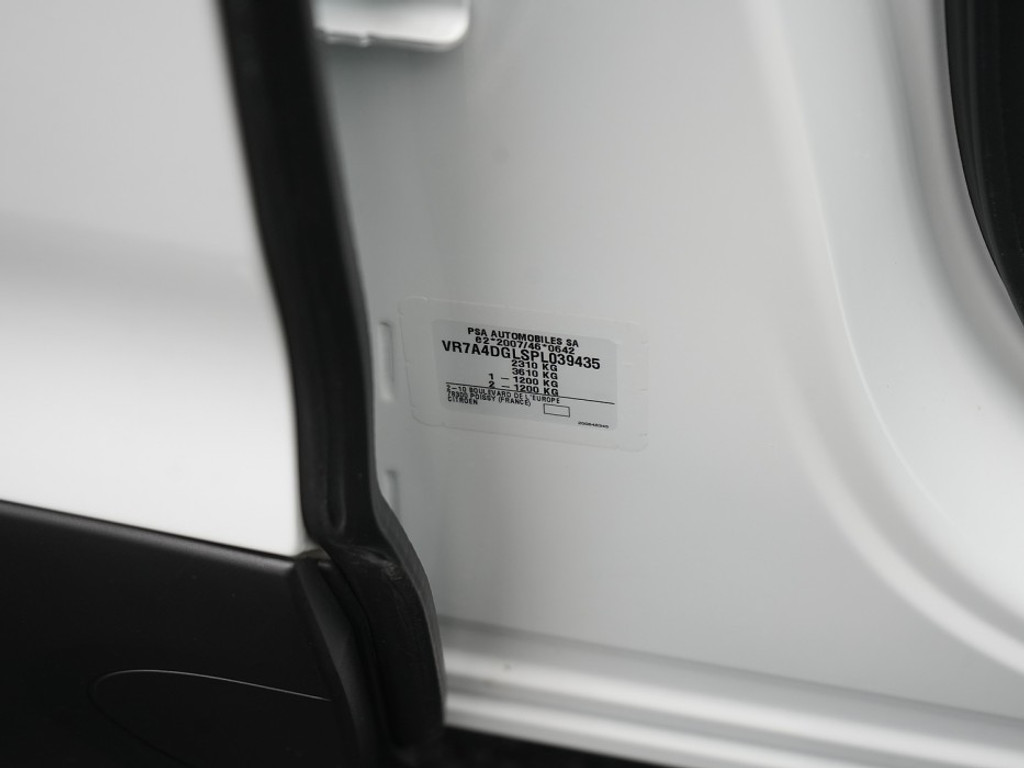 PSA AUTOMOBILES SA
e2*2007/46*0642
VR7A4DGLSPL039435
2310 KG
3610 KG
1 - 1200 KG
2 - 1200 KG
2-10 BOULEVARD DE L'EUROPE
78300 POISSY (FRANCE)
CITROEN